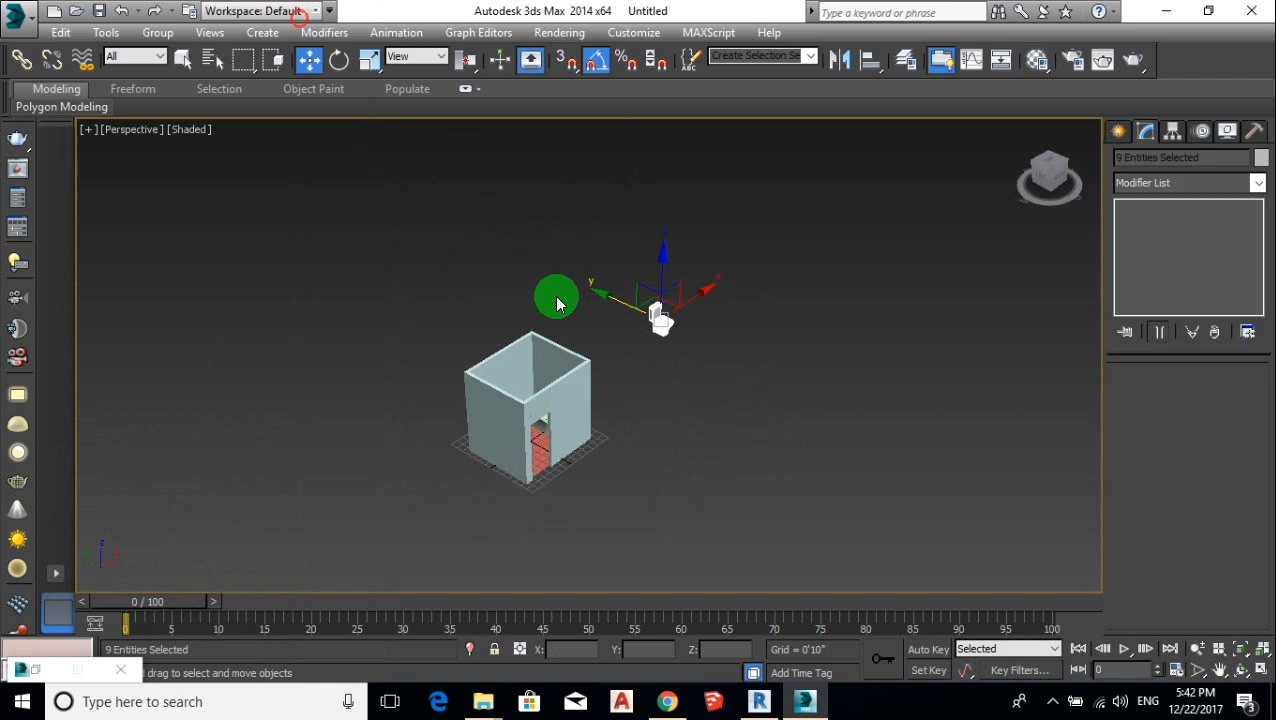 Workspace: Default
Autodesk 3ds Max 2014 x64 Untitled
Type a keyword or phrase
Edit Tools Group Views Create Modifiers Animation Graph Editors Rendering Customize MAXScript Help
All
View
3
Create Selection Se
Modeling Freeform Selection Object Paint Populate
Polygon Modeling
[+] [Perspective] [Shaded]
9 Entities Selected
Modifier List
z
y
x
z
0 / 100
0 5 10 15 20 25 30 35 40 45 50 55 60 65 70 75 80 85 90 95 100
9 Entities Selected
X:
Y:
Z:
Grid = 0'10"
Auto Key
Selected
drag to select and move objects
Add Time Tag
Set Key
Key Filters...
0
Type here to search
ENG
5:42 PM
12/22/2017